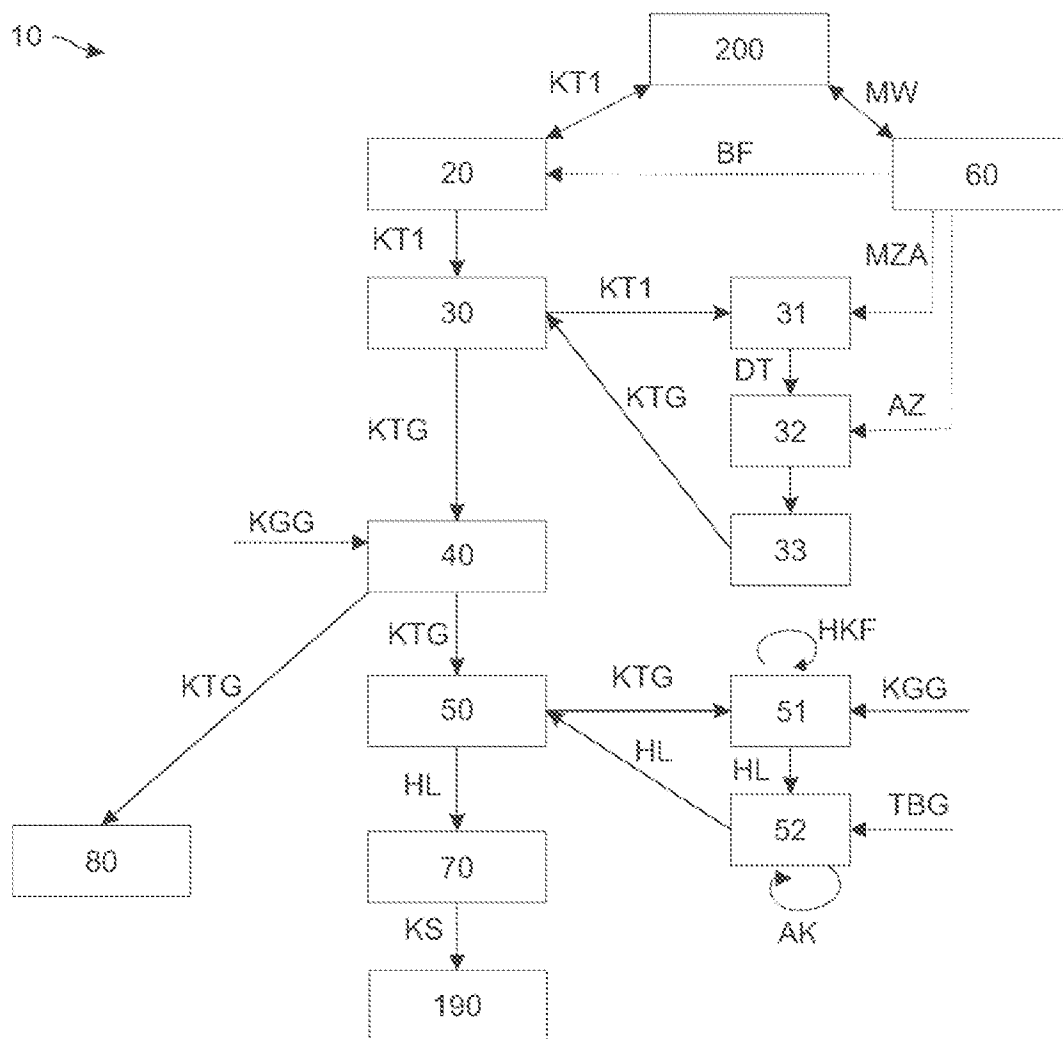 10
200
KT1
MW
20
BF
60
KT1
MZA
30
KT1
31
DT
KTG
KTG
32
AZ
KGG
40
33
KTG
HKF
KTG
50
KTG
51
KGG
HL
HL
HL
80
70
52
TBG
KS
AK
190